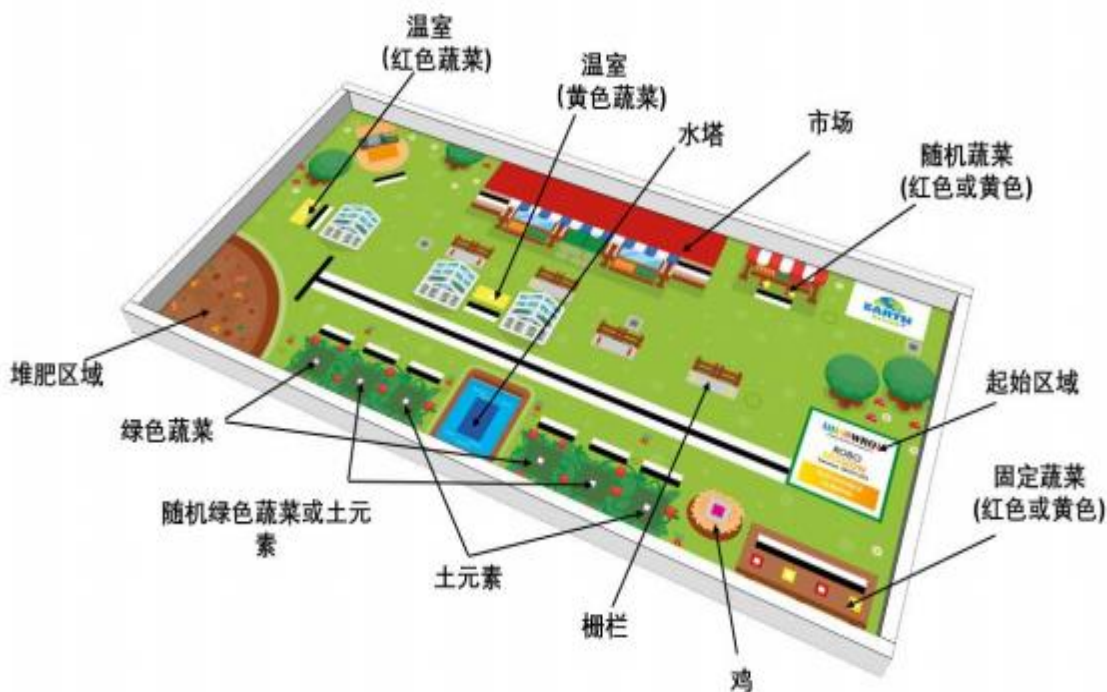 温室
(红色蔬菜)
温室
(黄色蔬菜)
水塔
市场
随机蔬菜
(红色或黄色)
EARTH
堆肥区域
绿色蔬菜
起始区域
ROBO
固定蔬菜
(红色或黄色)
随机绿色蔬菜或土元
素
土元素
栅栏
鸡